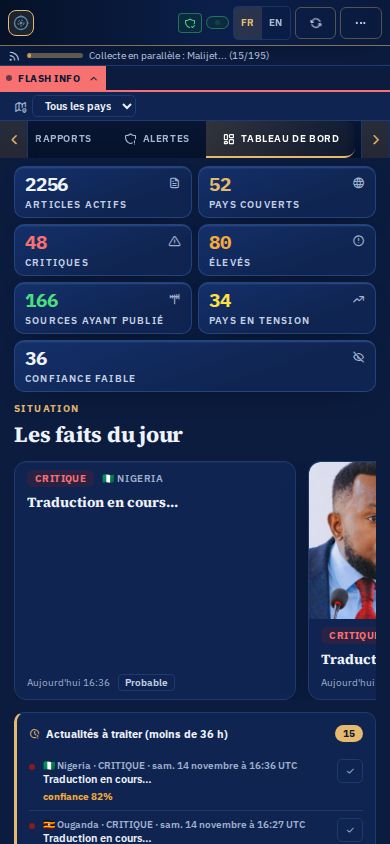 FR
EN
Collecte en parallèle : Malijet... (15/195)
FLASH INFO
Tous les pays
RAPPORTS
ALERTES
TABLEAU DE BORD
2256
ARTICLES ACTIFS
52
PAYS COUVERTS
48
CRITIQUES
80
ÉLEVÉS
166
SOURCES AYANT PUBLIÉ
34
PAYS EN TENSION
36
CONFIANCE FAIBLE
SITUATION
Les faits du jour
CRITIQUE NIGERIA
Traduction en cours...
Aujourd'hui 16:36 Probable
CRITIQU
Traduct
Aujourd'hui
Actualités à traiter (moins de 36 h) 15
Nigeria · CRITIQUE · sam. 14 novembre à 16:36 UTC
Traduction en cours...
confiance 82%
Ouganda · CRITIQUE · sam. 14 novembre à 16:27 UTC
Traduction en cours...